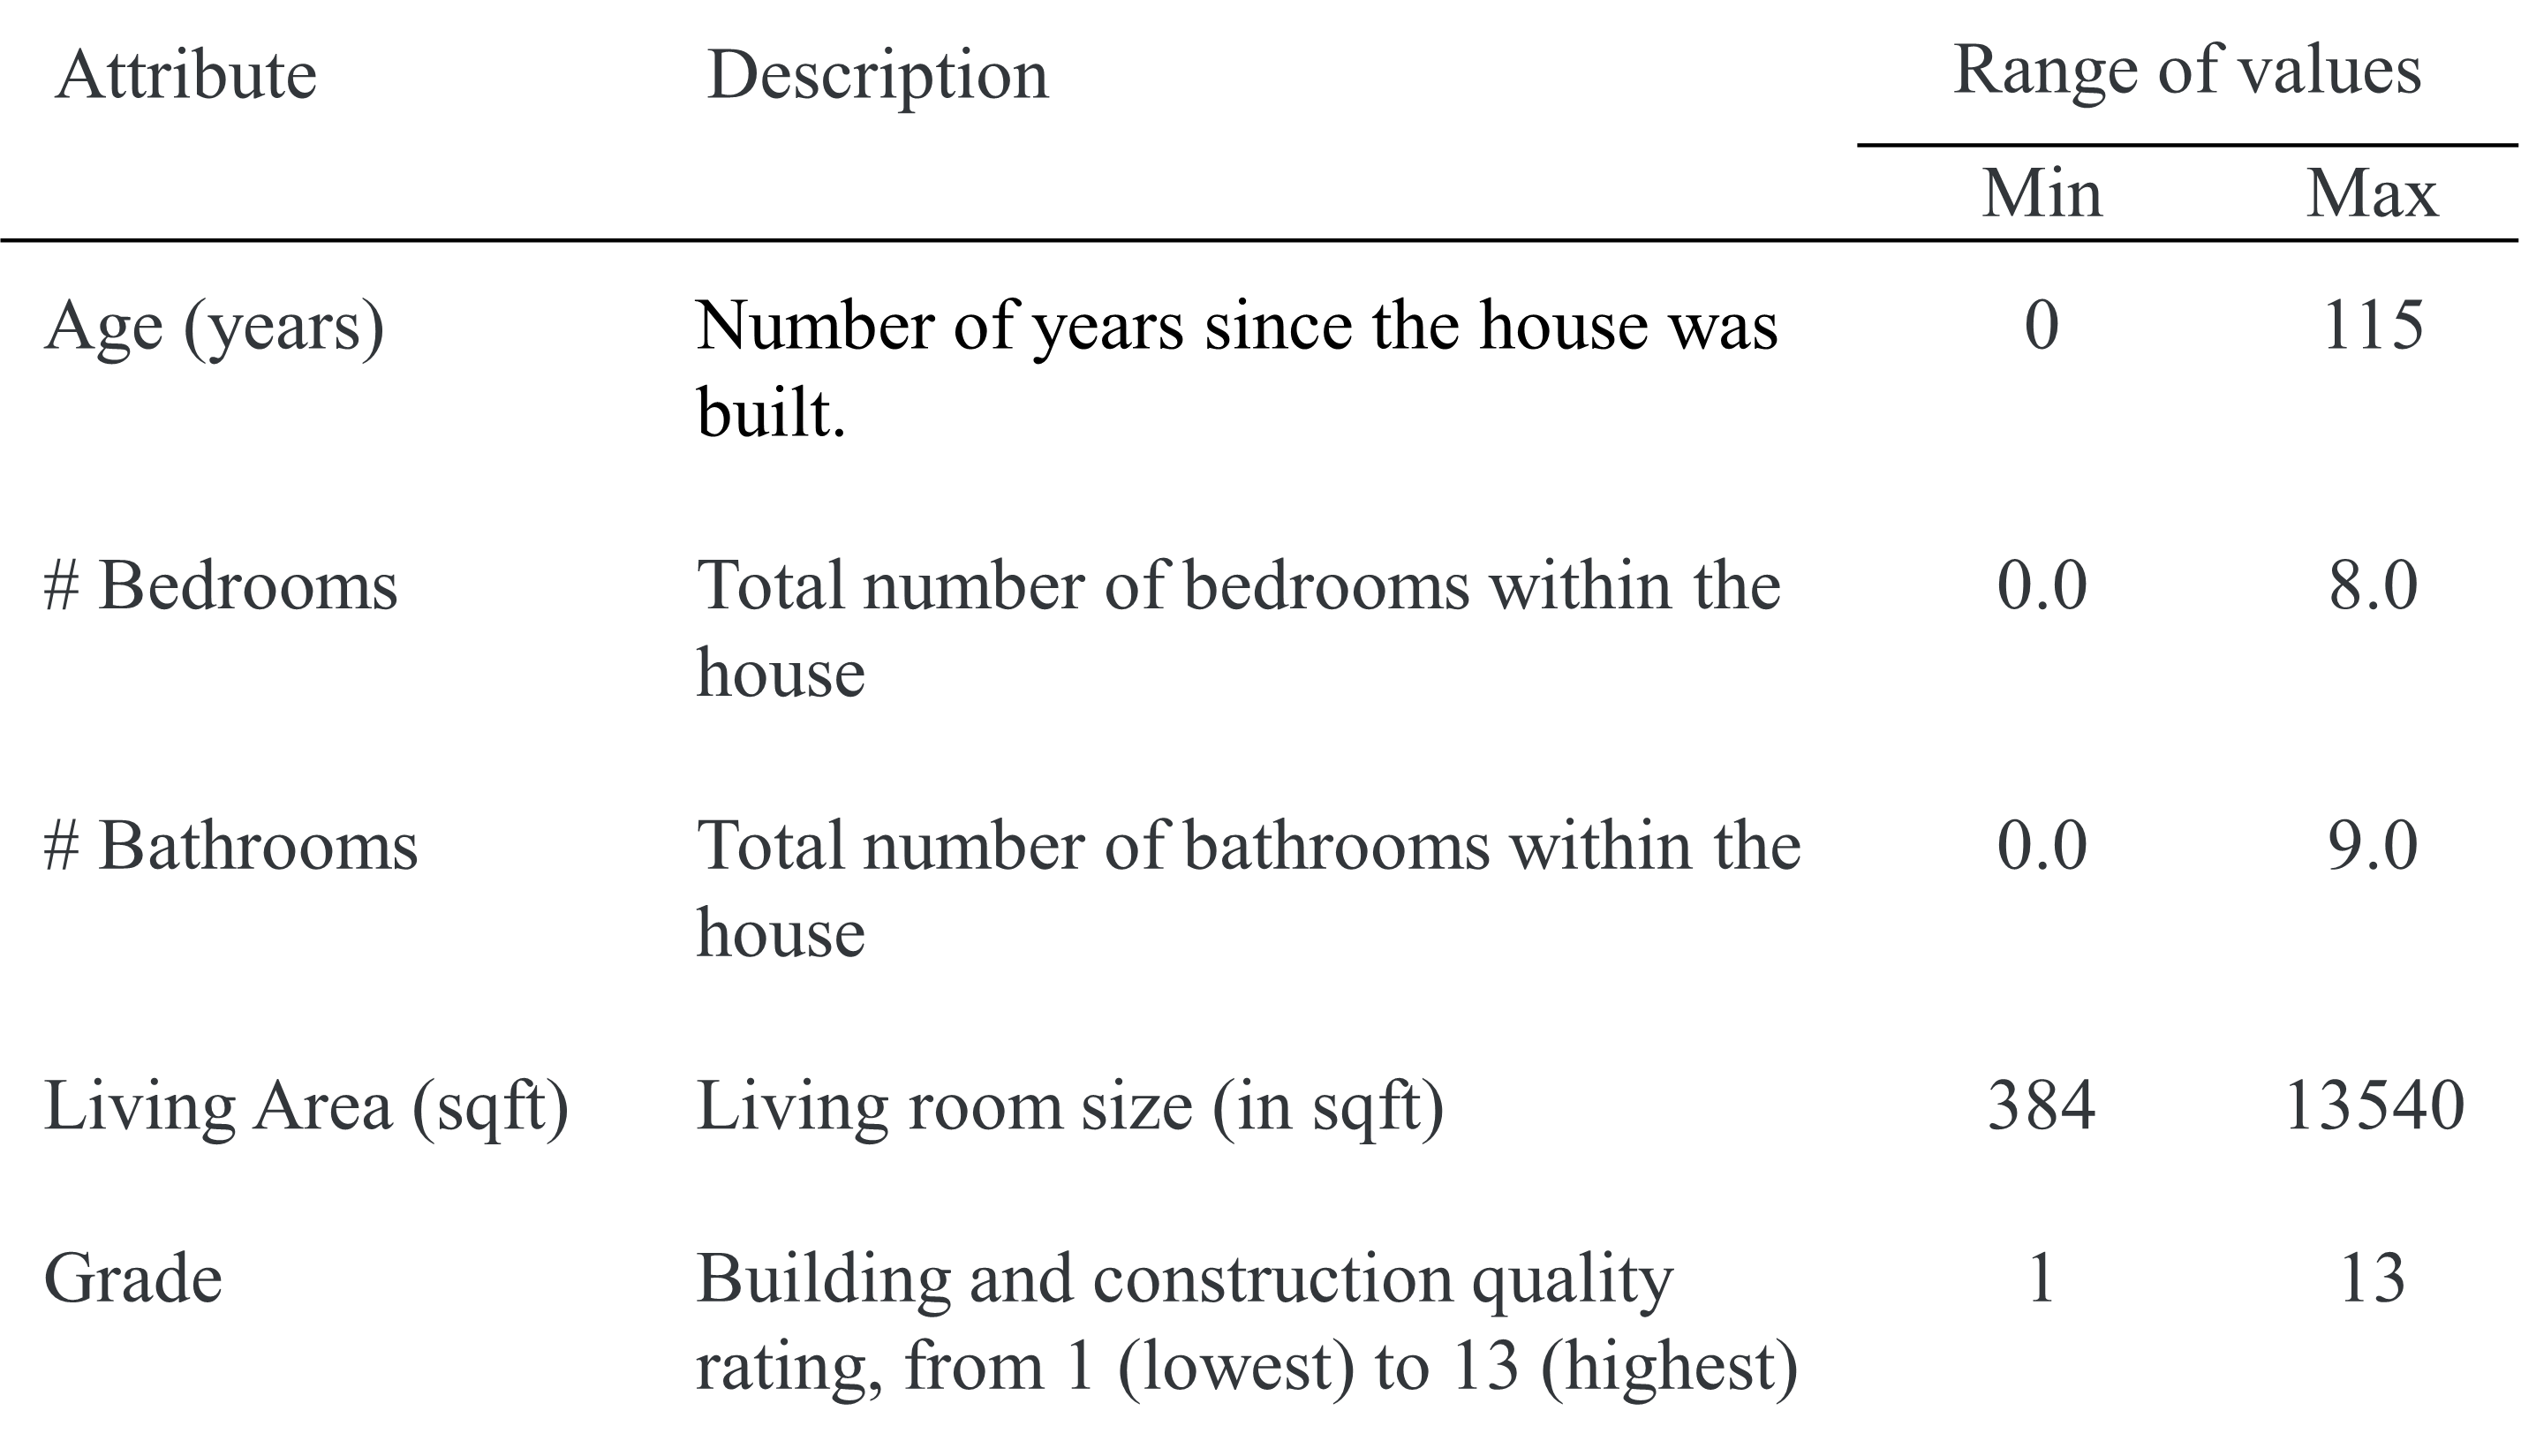 Attribute Description Range of values
Min Max
Age (years) Number of years since the house was 0 115
built.
# Bedrooms Total number of bedrooms within the 0.0 8.0
house
# Bathrooms Total number of bathrooms within the 0.0 9.0
house
Living Area (sqft) Living room size (in sqft) 384 13540
Grade Building and construction quality 1 13
rating, from 1 (lowest) to 13 (highest)